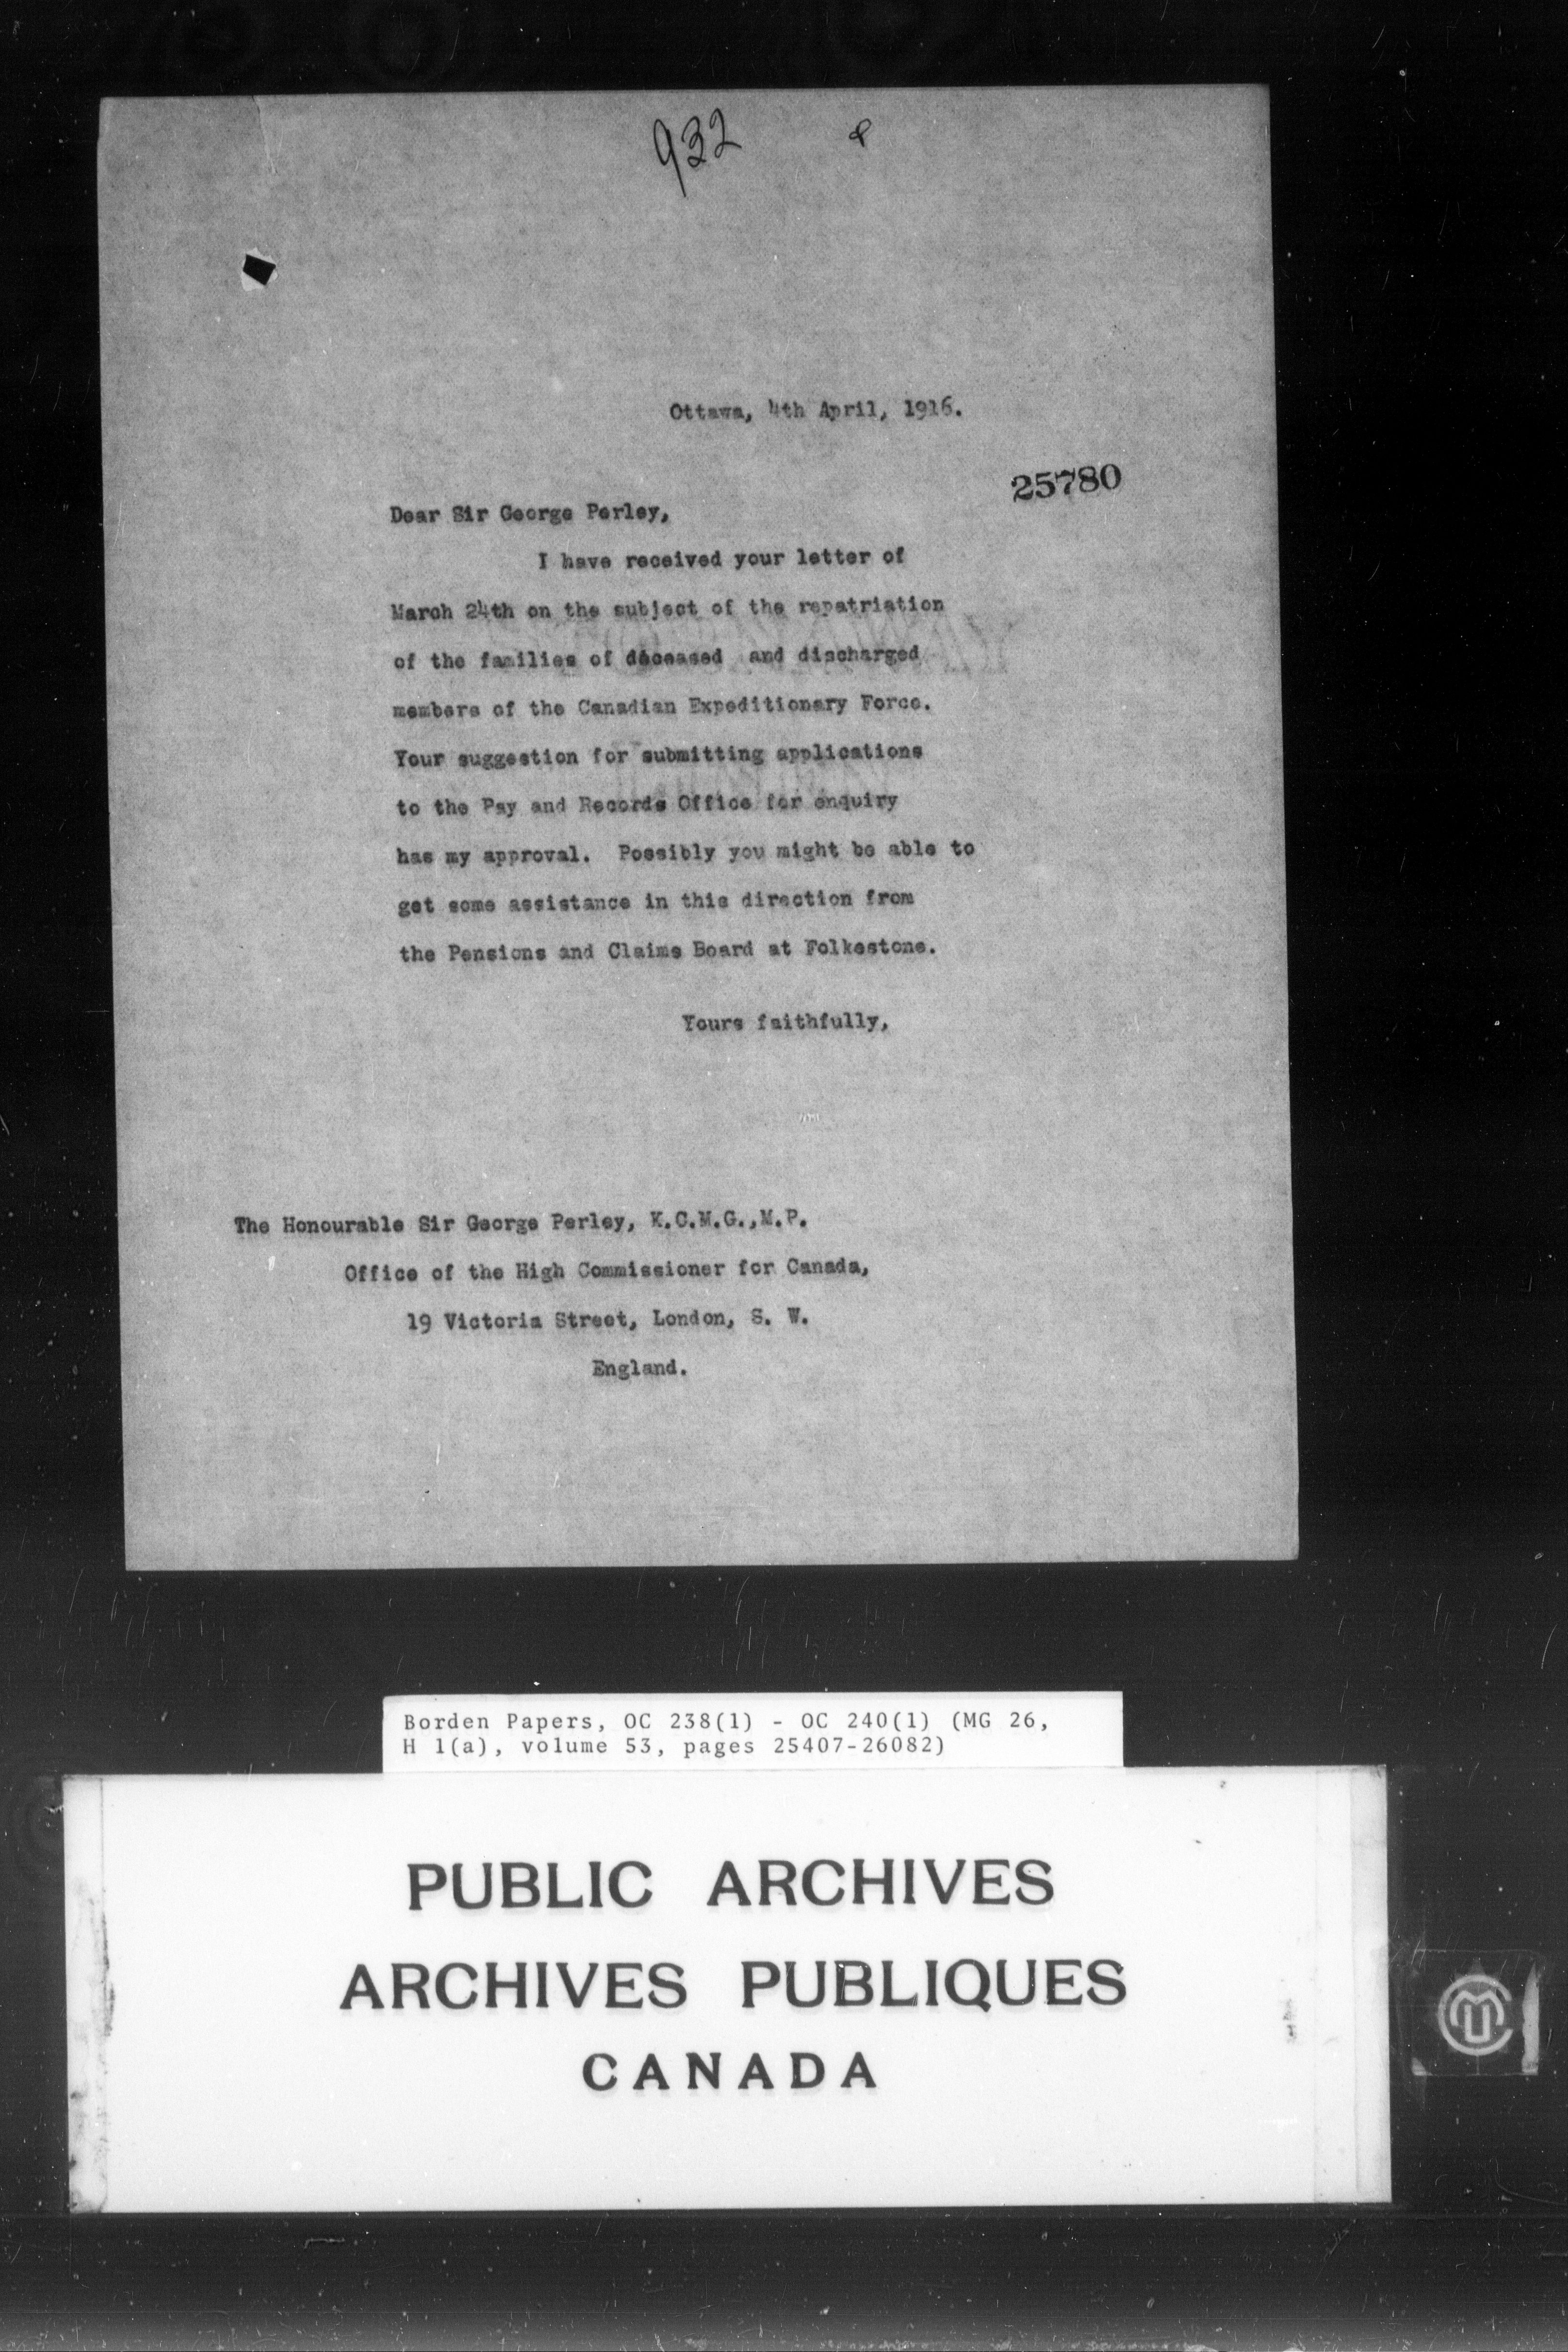 932
Ottawa, 4th April, 1916.
25780
Dear Sir George Perley,
I have received your letter of
March 24th on the subject of the repatriation
of the families of deceased and discharged
members of the Canadian Expeditionary Force.
Your suggestion for submitting applications
to the Pay and Records Office for enquiry
has my approval. Possibly you might be able to
get some assistance in this direction from
the Pensions and Claims Board at Folkestone.
Yours faithfully,
The Honourable Sir George Perley, K.C.M.G.,M.P.
Office of the High Commissioner for Canada,
19 Victoria Street, London, S. W.
England.
Borden Papers, OC 238(1) - OC 240(1) (MG 26,
H 1(a), volume 53, pages 25407-26082)
PUBLIC ARCHIVES
ARCHIVES PUBLIQUES
CANADA